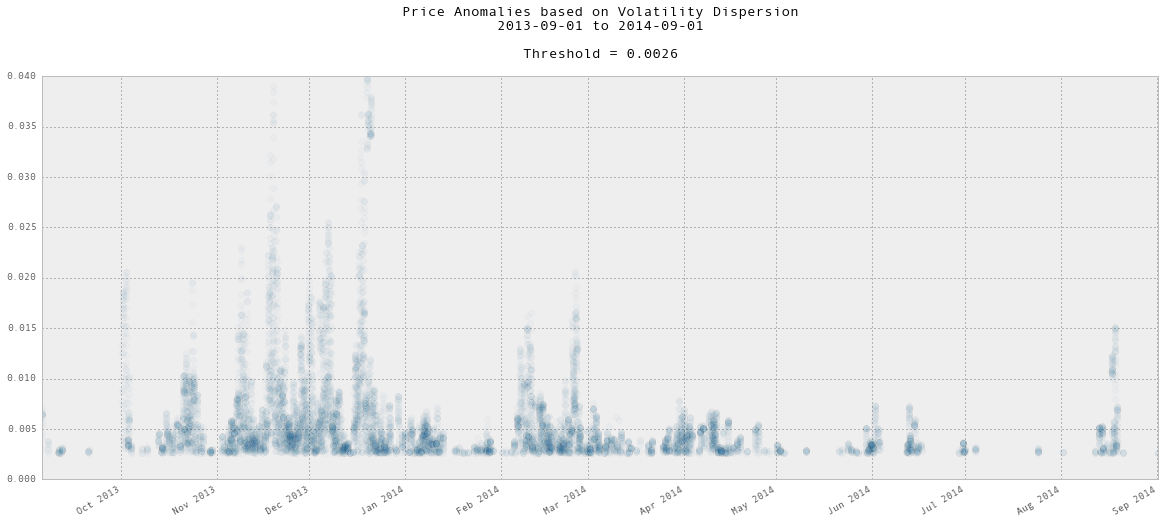 Price Anomalies based on Volatility Dispersion
2013-09-01 to 2014-09-01
Threshold = 0.0026
0.040
0.035
0.030
0.025
0.020
0.015
0.010
0.005
0.000
Oct 2013
Nov 2013
Dec 2013
Jan 2014
Feb 2014
Mar 2014
Apr 2014
May 2014
Jun 2014
Jul 2014
Aug 2014
Sep 2014